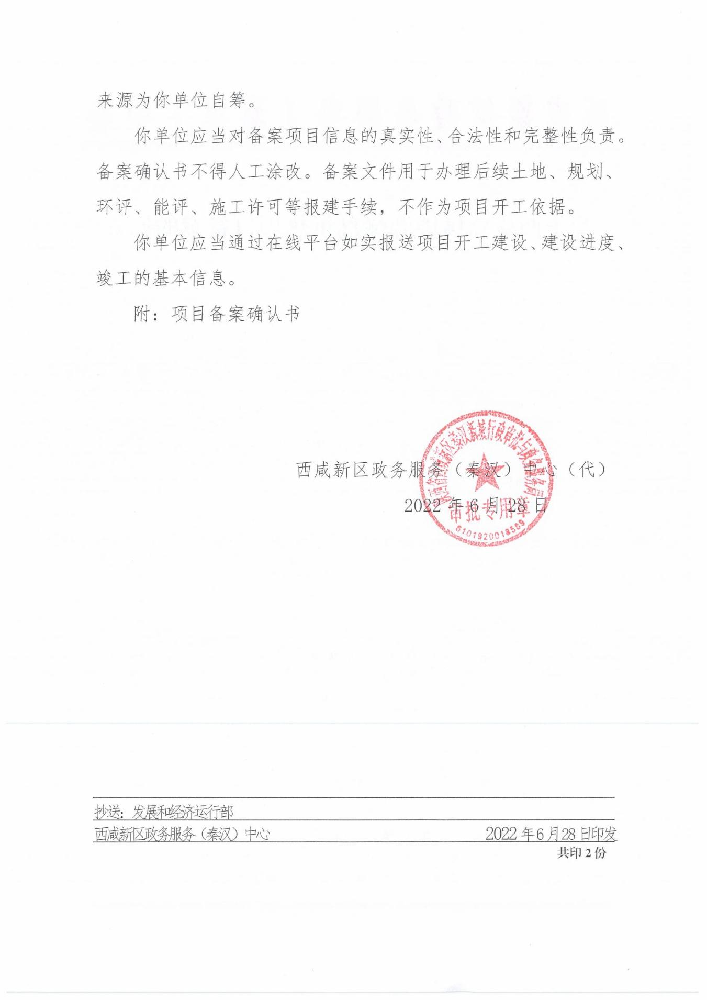 来源为你单位自筹。
你单位应当对备案项目信息的真实性、合法性和完整性负责。
备案确认书不得人工涂改。备案文件用于办理后续土地、规划、
环评、能评、施工许可等报建手续，不作为项目开工依据。
你单位应当通过在线平台如实报送项目开工建设、建设进度、
竣工的基本信息。
附：项目备案确认书
陕西省西咸新区秦汉新城行政审批与政务服务局
西咸新区政务服务（秦汉）中心（代）
2022 年 6 月 28 日
审批专用章
6101920018569
抄送：发展和经济运行部
西咸新区政务服务（秦汉）中心 2022 年 6 月 28 日印发
共印 2 份